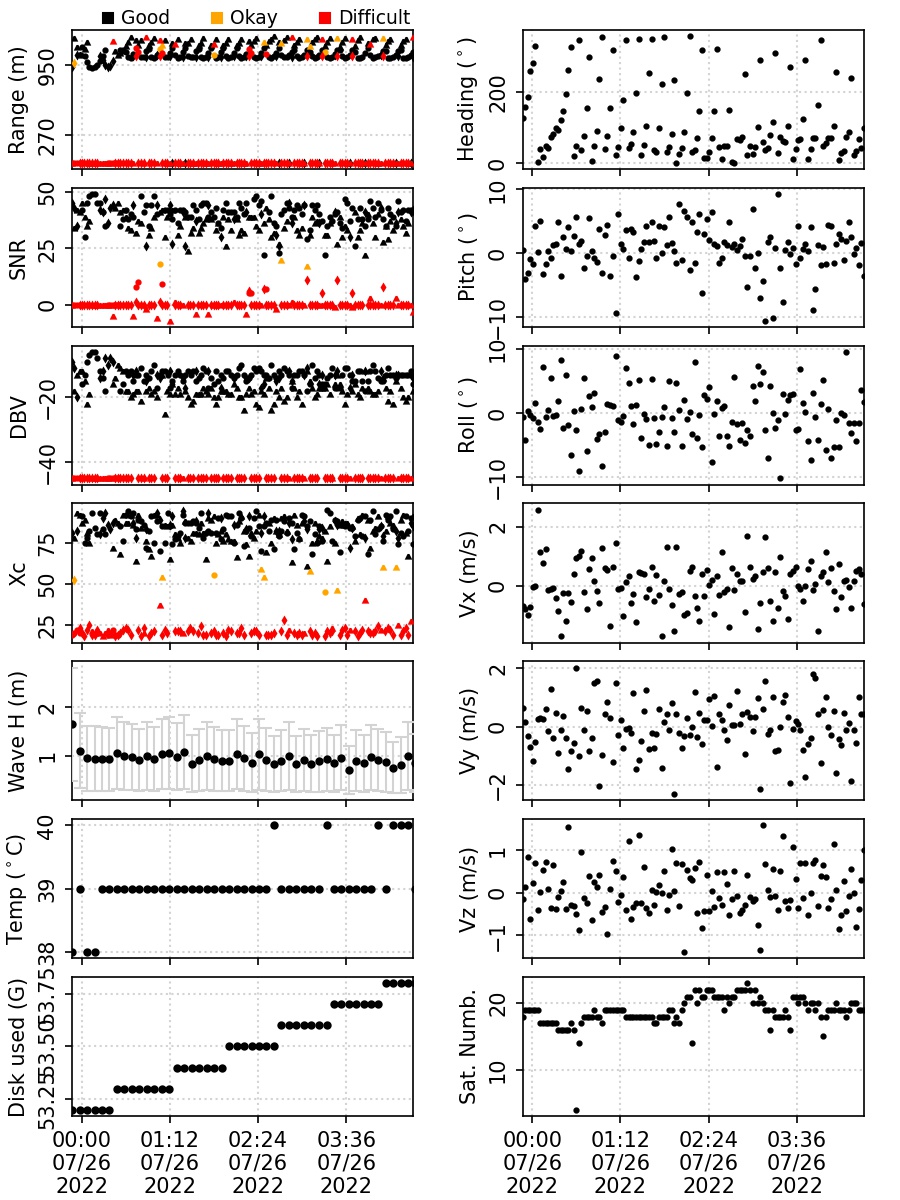 Good Okay Difficult
Range (m)
950
270
Heading (°)
200
0
SNR
50
25
0
Pitch (°)
10
0
−10
DBV
−20
−40
Roll (°)
10
0
−10
Xc
75
50
25
Vx (m/s)
2
0
Wave H (m)
2
1
Vy (m/s)
2
0
−2
Temp (°C)
40
39
38
Vz (m/s)
1
0
−1
Disk used (G)
53.75
53.50
53.25
Sat. Numb.
20
10
00:00 01:12 02:24 03:36
07/26 07/26 07/26 07/26
2022 2022 2022 2022
00:00 01:12 02:24 03:36
07/26 07/26 07/26 07/26
2022 2022 2022 2022